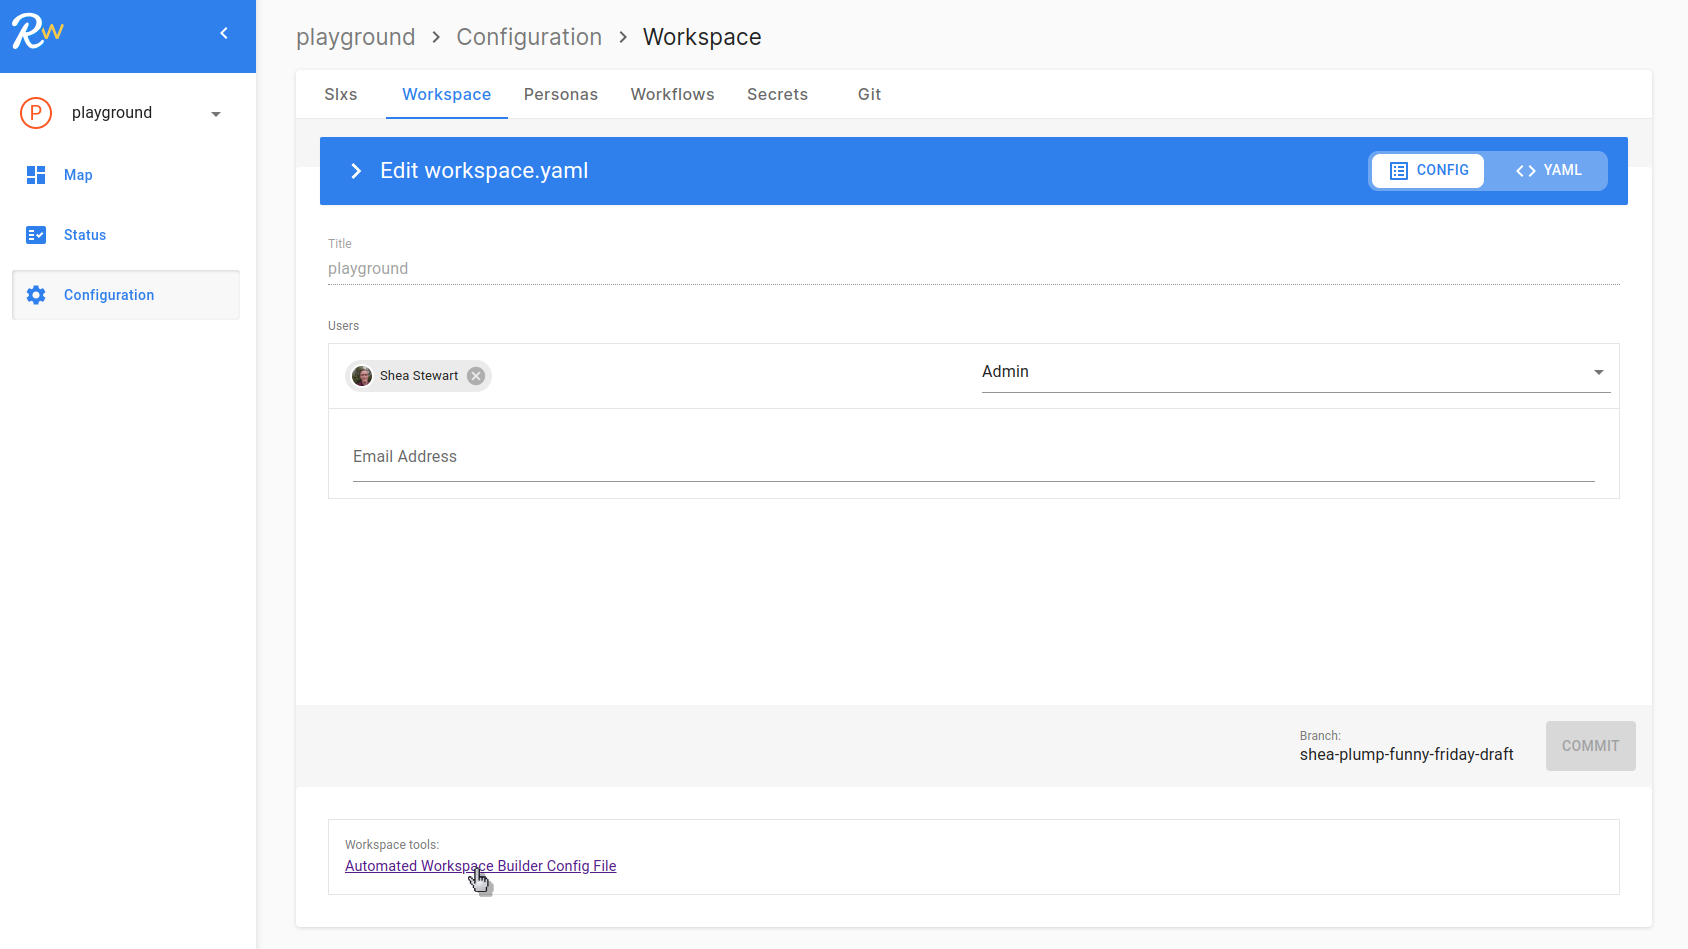 RW
playground > Configuration > Workspace
P playground
Map
Status
Configuration
Slxs Workspace Personas Workflows Secrets Git
Edit workspace.yaml
CONFIG <> YAML
Title
playground
Users
Shea Stewart
Admin
Email Address
Branch:
shea-plump-funny-friday-draft
COMMIT
Workspace tools:
Automated Workspace Builder Config File